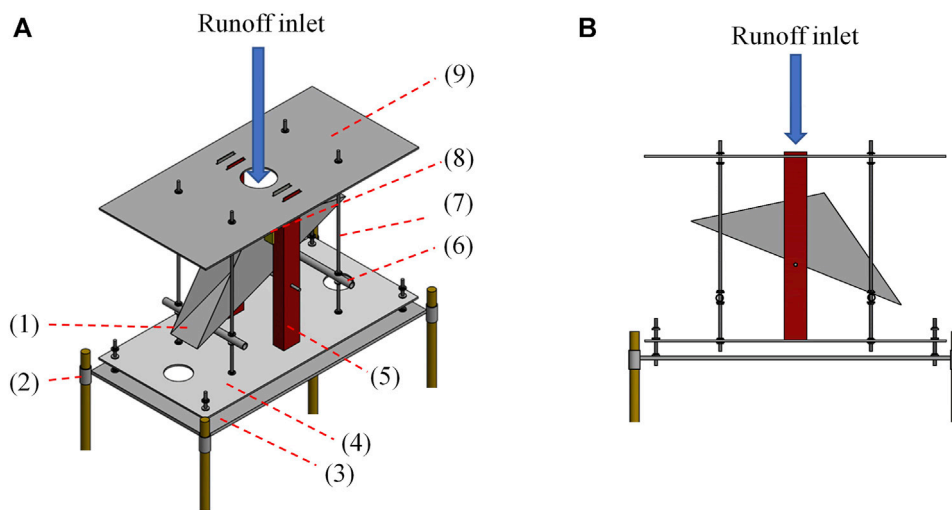 A
Runoff inlet
(9)
(8)
(7)
(6)
(1)
(2)
(5)
(4)
(3)
B
Runoff inlet